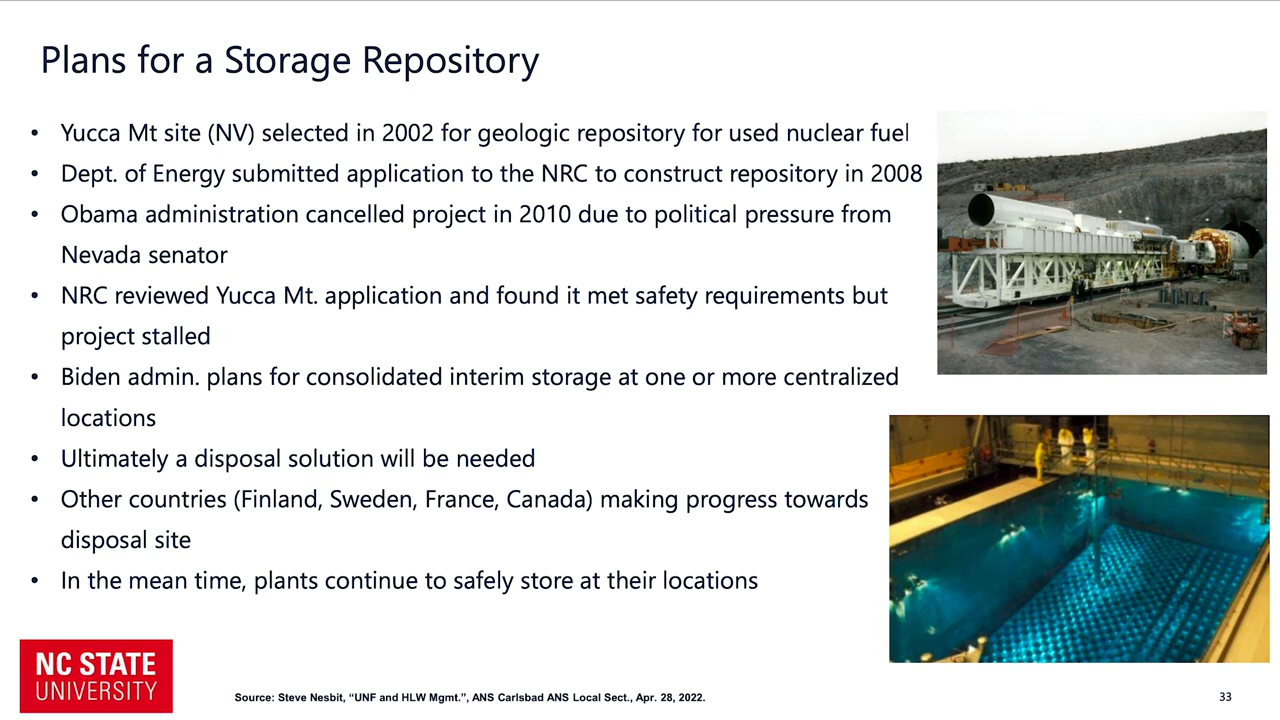 Plans for a Storage Repository
• Yucca Mt site (NV) selected in 2002 for geologic repository for used nuclear fuel
• Dept. of Energy submitted application to the NRC to construct repository in 2008
• Obama administration cancelled project in 2010 due to political pressure from
Nevada senator
• NRC reviewed Yucca Mt. application and found it met safety requirements but
project stalled
• Biden admin. plans for consolidated interim storage at one or more centralized
locations
• Ultimately a disposal solution will be needed
• Other countries (Finland, Sweden, France, Canada) making progress towards
disposal site
• In the mean time, plants continue to safely store at their locations
NC STATE
UNIVERSITY
Source: Steve Nesbit, “UNF and HLW Mgmt.”, ANS Carlsbad ANS Local Sect., Apr. 28, 2022.
33